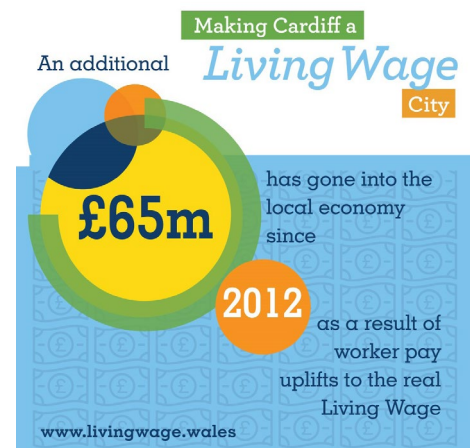 Making Cardiff a
Living Wage
City
An additional
£65m
has gone into the
local economy
since
2012
as a result of
worker pay
uplifts to the real
Living Wage
www.livingwage.wales